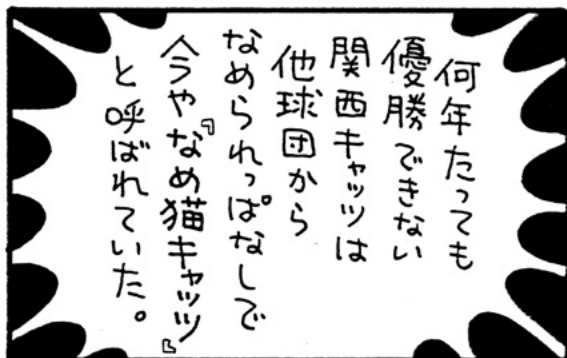 何年たっても
優勝できない
関西キャッツは
他球団から
なめられっぱなしで
今や『なめ猫キャッツ』
と呼ばれていた。